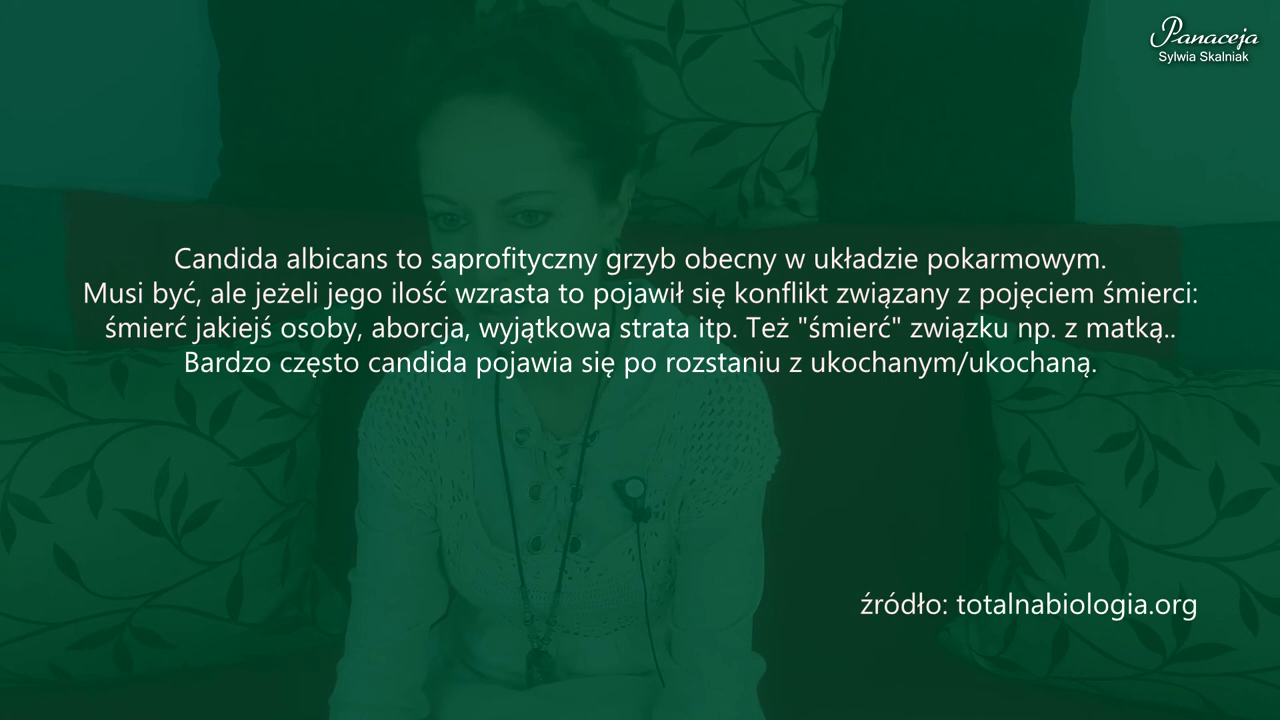 Panaceja
Sylwia Skalniak
Candida albicans to saprofityczny grzyb obecny w układzie pokarmowym.
Musi być, ale jeżeli jego ilość wzrasta to pojawił się konflikt związany z pojęciem śmierci:
śmierć jakiejś osoby, aborcja, wyjątkowa strata itp. Też "śmierć" związku np. z matką..
Bardzo często candida pojawia się po rozstaniu z ukochanym/ukochaną.
źródło: totalnabiologia.org